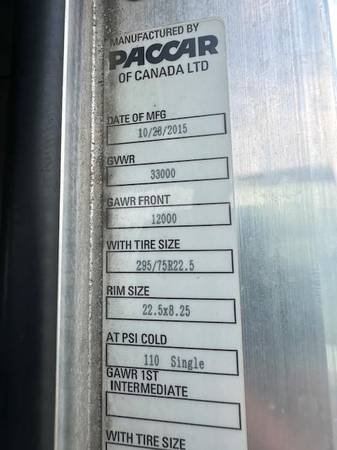 MANUFACTURED BY
PACCAR
OF CANADA LTD
DATE OF MFG
10/26/2015
GVWR
33000
GAWR FRONT
12000
WITH TIRE SIZE
295/75R22.5
RIM SIZE
22.5x8.25
AT PSI COLD
110 Single
GAWR 1ST
INTERMEDIATE
WITH TIRE SIZE